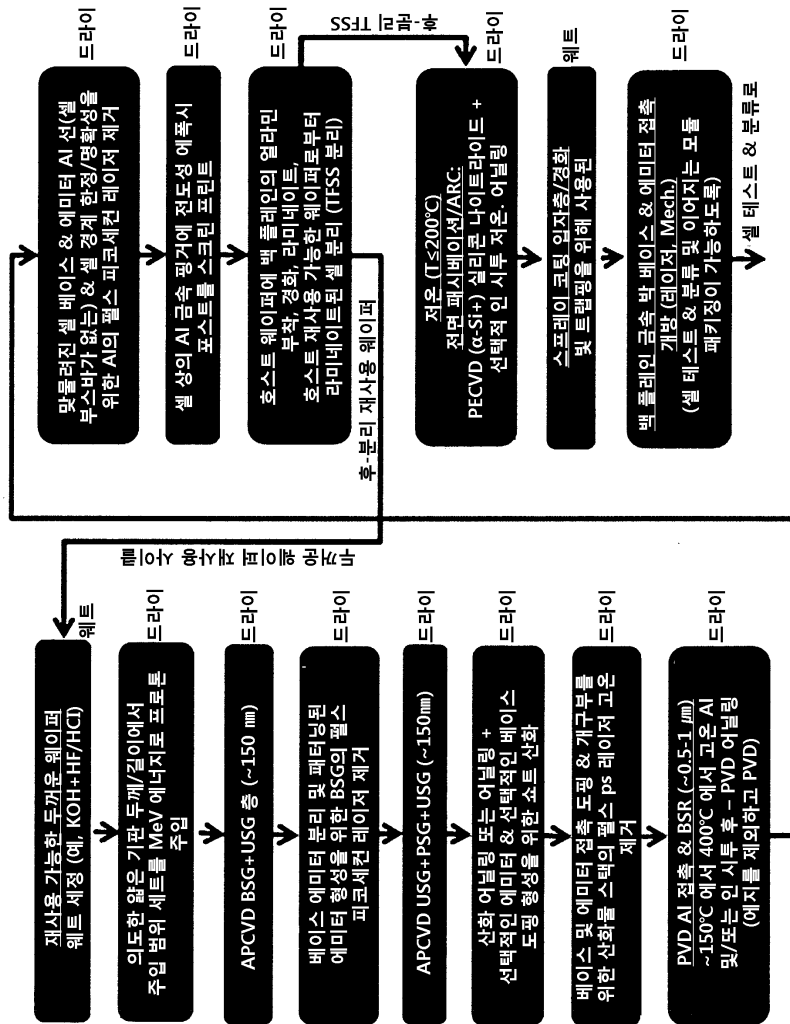 재사용 가능한 두꺼운 웨이퍼
웨트 세정 (예, KOH+HF/HCl)
웨트
의도한 얇은 기판 두께/길이에서
주입 범위 세트를 MeV 에너지로 프로톤
주입
드라이
APCVD BSG+USG 층 (~150 nm)
드라이
베이스 에미터 분리 및 패터닝된
에미터 형성을 위한 BSG의 펄스
피코세컨 레이저 제거
드라이
APCVD USG+PSG+USG (~150nm)
드라이
산화 어닐링 또는 어닐링 +
선택적인 에미터 & 선택적인 베이스
도핑 형성을 위한 쇼트 산화
드라이
베이스 및 에미터 접촉 도핑 & 개구부를
위한 산화물 스택의 펄스 ps 레이저 고온
제거
드라이
PVD Al 접촉 & BSR (~0.5-1 μm)
~150℃ 에서 400℃ 에서 고온 Al
및/또는 인 시투 후 – PVD 어닐링
(에지를 제외하고 PVD)
드라이
두꺼운 웨이퍼 재사용 사이클
후-분리 재사용 웨이퍼
맞물려진 셀 베이스 & 에미터 Al 선(셀
부스바가 없는) & 셀 경계 한정/명확성을
위한 Al의 펄스 피코세컨 레이저 제거
드라이
셀 상의 Al 금속 핑거에 전도성 에폭시
포스트를 스크린 프린트
드라이
호스트 웨이퍼에 백 플레인의 얼라인
부착, 경화, 라미네이트,
호스트 재사용 가능한 웨이퍼로부터
라미네이트된 셀 분리 (TFSS 분리)
드라이
후-분리 TFSS
저온 (T≤200℃)
전면 패시베이션/ARC:
PECVD (α-Si+) 실리콘 나이트라이드 +
선택적 인 시투 저온. 어닐링
드라이
스프레이 코팅 입자층/경화
빛 트랩핑을 위해 사용된
웨트
백 플레인 금속 박 베이스 & 에미터 접촉
개방 (레이저, Mech.)
(셀 테스트 & 분류 및 이어지는 모듈
패키징이 가능하도록)
드라이
셀 테스트 & 분류로